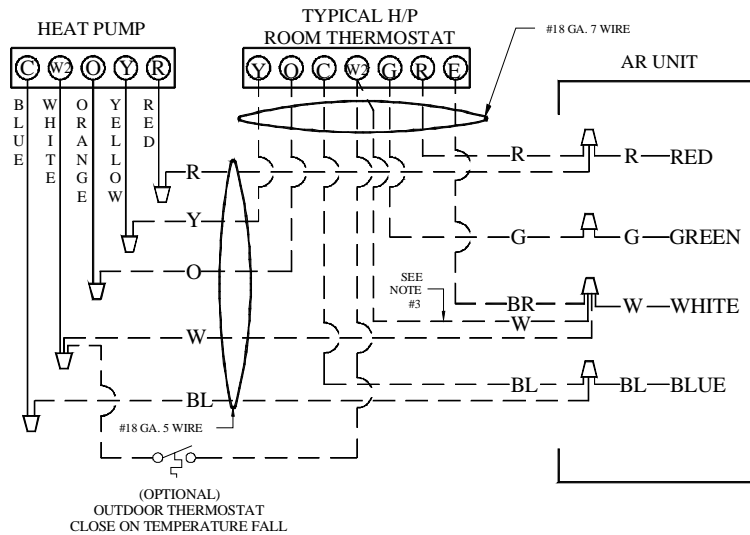 HEAT PUMP
TYPICAL H/P
ROOM THERMOSTAT
#18 GA. 7 WIRE
AR UNIT
C W2 O Y R
Y O C W2 G R E
BLUE
WHITE
ORANGE
YELLOW
RED
R
R
R
RED
Y
G
G
GREEN
O
SEE
NOTE
#3
BR
W
W
WHITE
W
BL
BL
BL
BLUE
#18 GA. 5 WIRE
(OPTIONAL)
OUTDOOR THERMOSTAT
CLOSE ON TEMPERATURE FALL